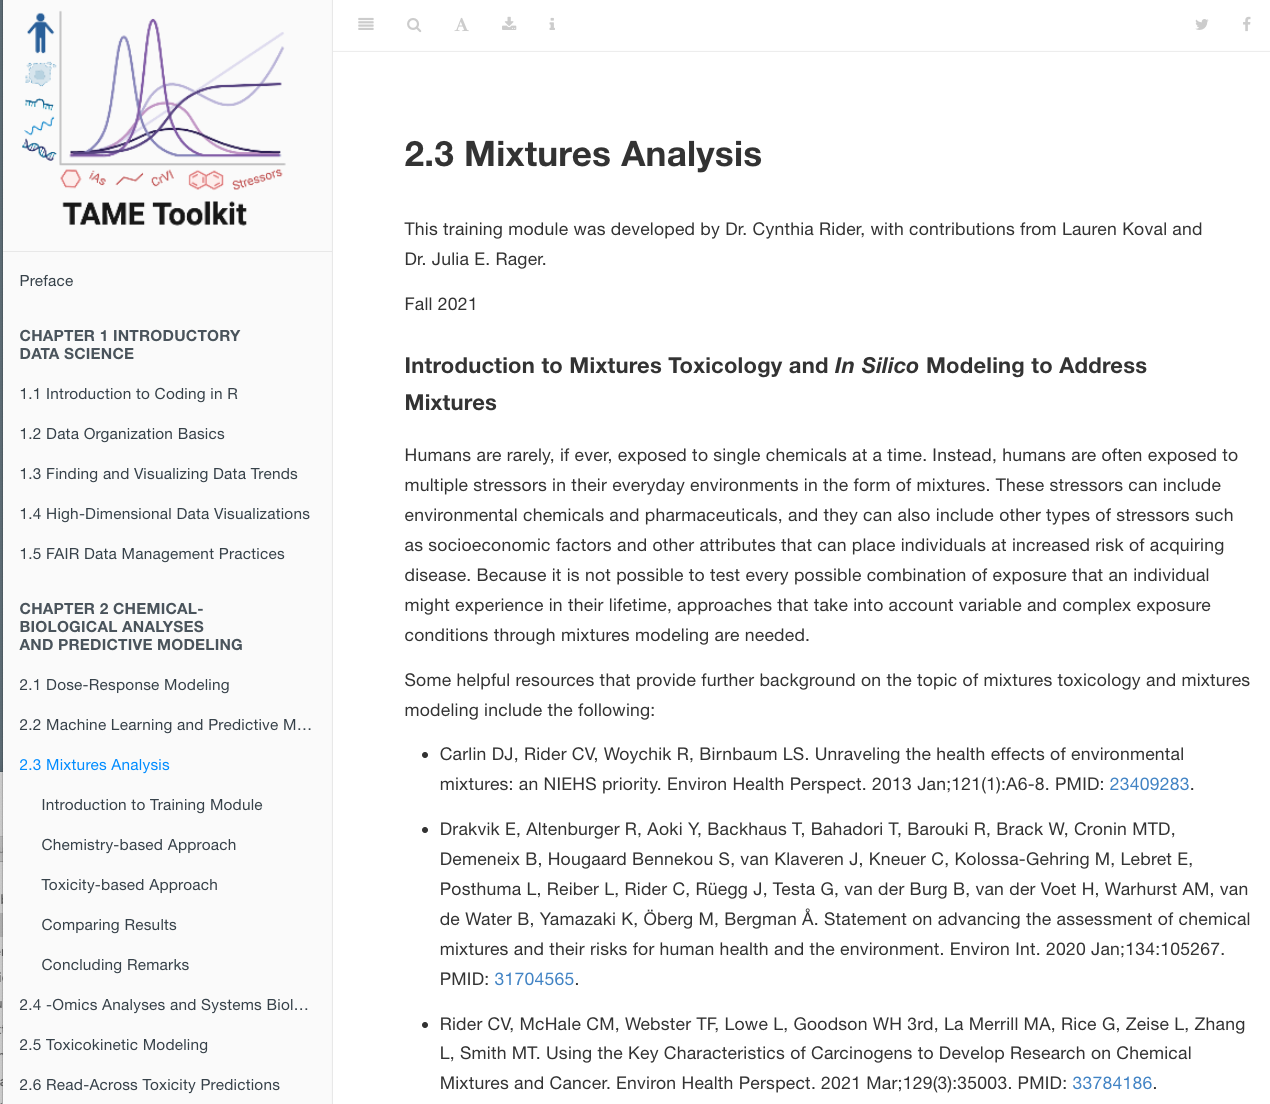 iAs
CrVI
Stressors
TAME Toolkit
Preface
CHAPTER 1 INTRODUCTORY
DATA SCIENCE
1.1 Introduction to Coding in R
1.2 Data Organization Basics
1.3 Finding and Visualizing Data Trends
1.4 High-Dimensional Data Visualizations
1.5 FAIR Data Management Practices
CHAPTER 2 CHEMICAL-
BIOLOGICAL ANALYSES
AND PREDICTIVE MODELING
2.1 Dose-Response Modeling
2.2 Machine Learning and Predictive M…
2.3 Mixtures Analysis
Introduction to Training Module
Chemistry-based Approach
Toxicity-based Approach
Comparing Results
Concluding Remarks
2.4 -Omics Analyses and Systems Biol…
2.5 Toxicokinetic Modeling
2.6 Read-Across Toxicity Predictions
A
i
2.3 Mixtures Analysis
This training module was developed by Dr. Cynthia Rider, with contributions from Lauren Koval and
Dr. Julia E. Rager.
Fall 2021
Introduction to Mixtures Toxicology and In Silico Modeling to Address
Mixtures
Humans are rarely, if ever, exposed to single chemicals at a time. Instead, humans are often exposed to
multiple stressors in their everyday environments in the form of mixtures. These stressors can include
environmental chemicals and pharmaceuticals, and they can also include other types of stressors such
as socioeconomic factors and other attributes that can place individuals at increased risk of acquiring
disease. Because it is not possible to test every possible combination of exposure that an individual
might experience in their lifetime, approaches that take into account variable and complex exposure
conditions through mixtures modeling are needed.
Some helpful resources that provide further background on the topic of mixtures toxicology and mixtures
modeling include the following:
• Carlin DJ, Rider CV, Woychik R, Birnbaum LS. Unraveling the health effects of environmental
mixtures: an NIEHS priority. Environ Health Perspect. 2013 Jan;121(1):A6-8. PMID: 23409283.
• Drakvik E, Altenburger R, Aoki Y, Backhaus T, Bahadori T, Barouki R, Brack W, Cronin MTD,
Demeneix B, Hougaard Bennekou S, van Klaveren J, Kneuer C, Kolossa-Gehring M, Lebret E,
Posthuma L, Reiber L, Rider C, Rüegg J, Testa G, van der Burg B, van der Voet H, Warhurst AM, van
de Water B, Yamazaki K, Öberg M, Bergman Å. Statement on advancing the assessment of chemical
mixtures and their risks for human health and the environment. Environ Int. 2020 Jan;134:105267.
PMID: 31704565.
• Rider CV, McHale CM, Webster TF, Lowe L, Goodson WH 3rd, La Merrill MA, Rice G, Zeise L, Zhang
L, Smith MT. Using the Key Characteristics of Carcinogens to Develop Research on Chemical
Mixtures and Cancer. Environ Health Perspect. 2021 Mar;129(3):35003. PMID: 33784186.